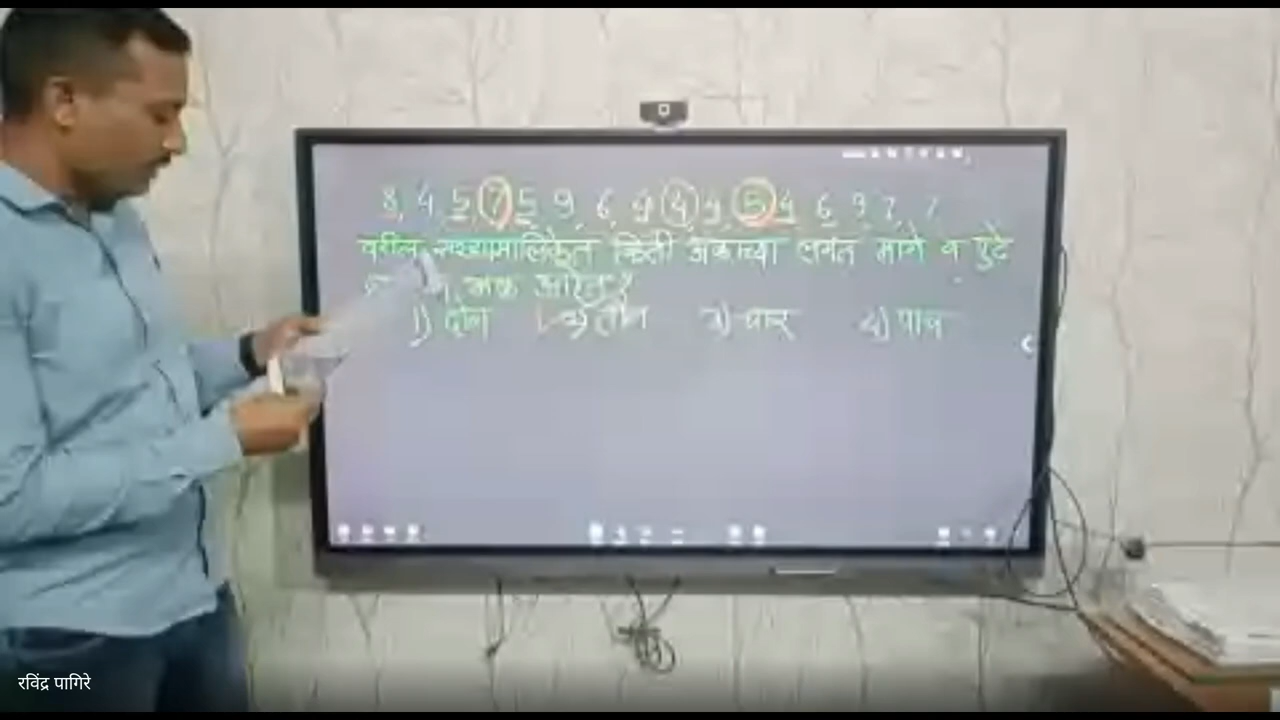 8, 4, 5, 7, 5, 9, 6, 4, 4, 4, 5, 4, 6, 9, 7, 7
वरील संख्यामालिकेत किती अंकाच्या लगत मागे व पुढे
अंक आहेत?
1) दोन 2) तीन 3) चार 4) पाच
रविंद्र पागिरे